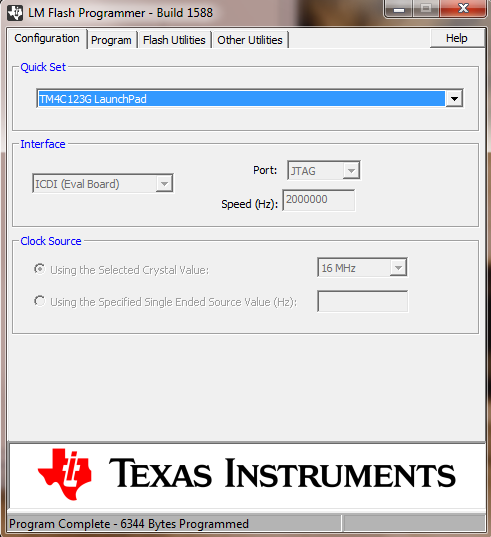 LM Flash Programmer - Build 1588
Configuration Program Flash Utilities Other Utilities Help
Quick Set
TM4C123G LaunchPad
Interface
ICDI (Eval Board)
Port: JTAG
Speed (Hz): 2000000
Clock Source
Using the Selected Crystal Value: 16 MHz
Using the Specified Single Ended Source Value (Hz):
TEXAS INSTRUMENTS
Program Complete - 6344 Bytes Programmed